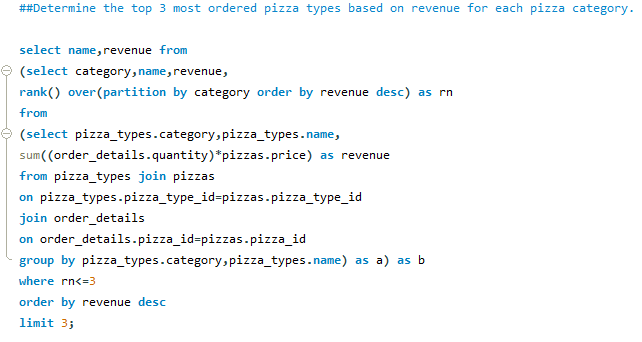 ##Determine the top 3 most ordered pizza types based on revenue for each pizza category.
select name,revenue from
(select category,name,revenue,
rank() over(partition by category order by revenue desc) as rn
from
(select pizza_types.category,pizza_types.name,
sum((order_details.quantity)*pizzas.price) as revenue
from pizza_types join pizzas
on pizza_types.pizza_type_id=pizzas.pizza_type_id
join order_details
on order_details.pizza_id=pizzas.pizza_id
group by pizza_types.category,pizza_types.name) as a) as b
where rn<=3
order by revenue desc
limit 3;